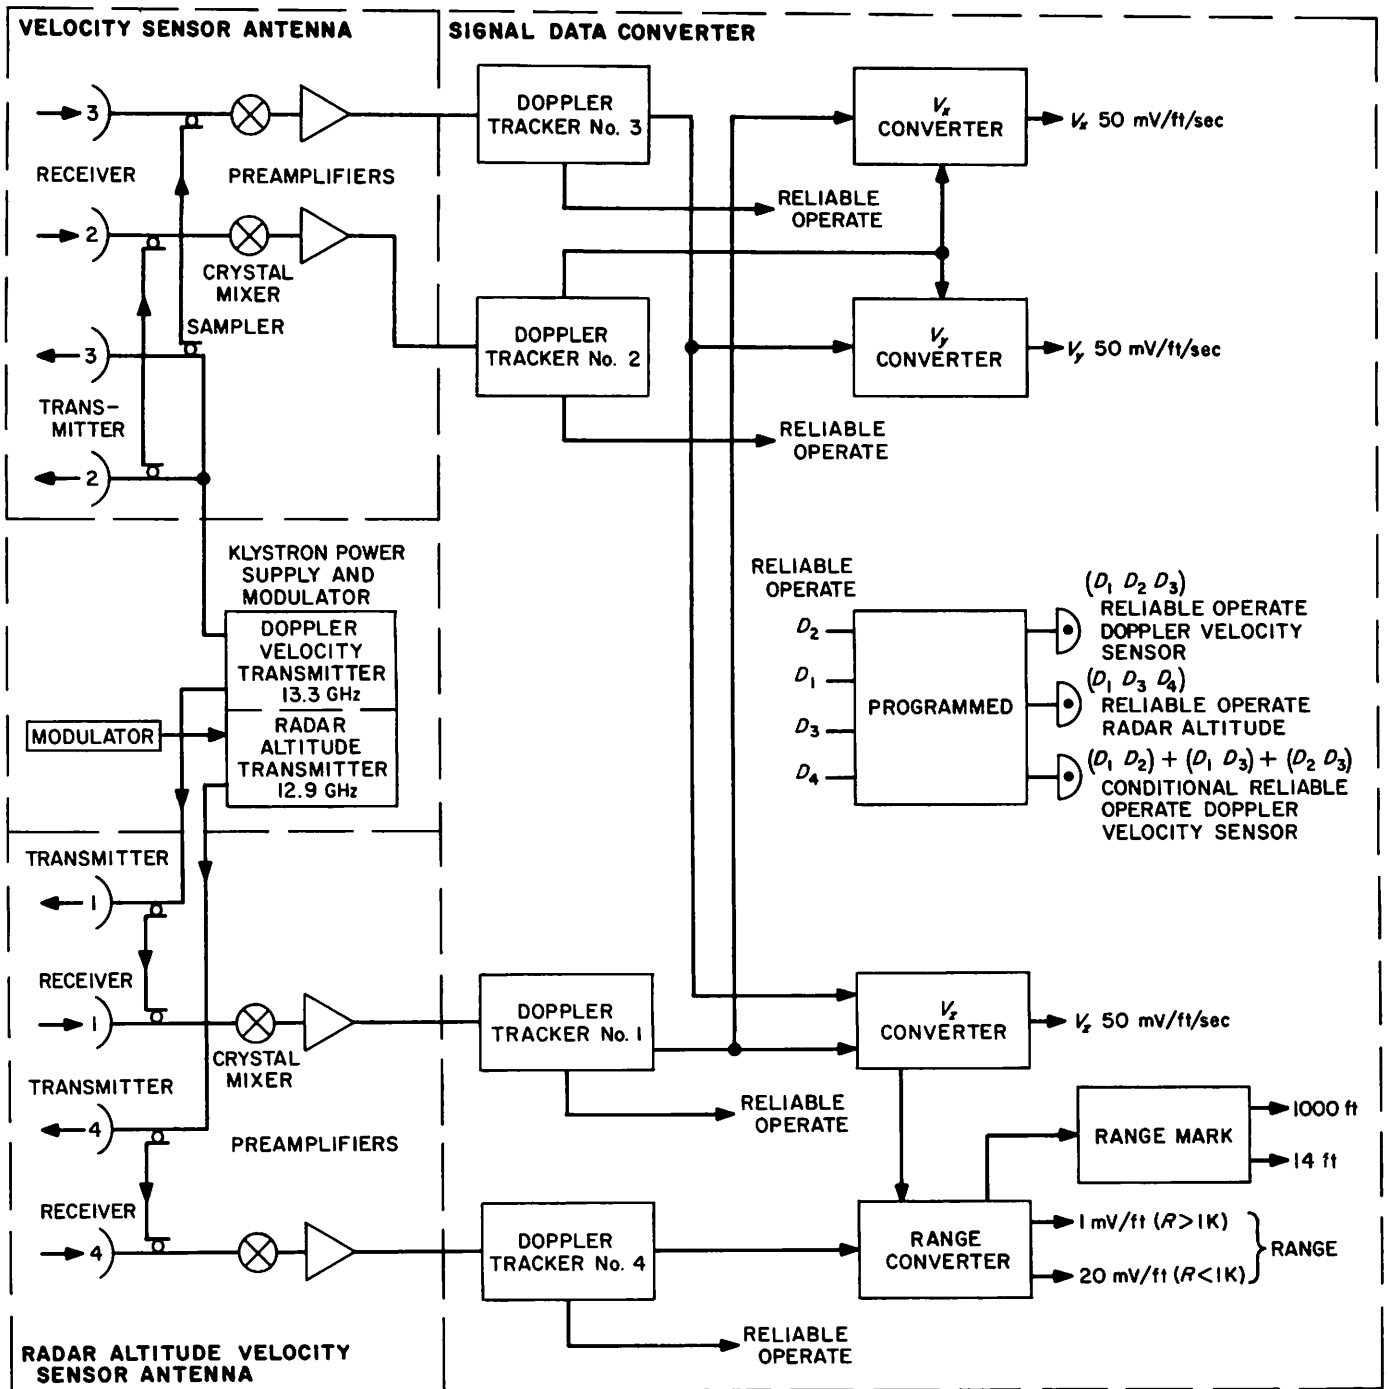 VELOCITY SENSOR ANTENNA
SIGNAL DATA CONVERTER
3
RECEIVER
PREAMPLIFIERS
2
CRYSTAL
MIXER
SAMPLER
3
TRANS-
MITTER
2
DOPPLER
TRACKER No. 3
RELIABLE
OPERATE
DOPPLER
TRACKER No. 2
RELIABLE
OPERATE
Vx
CONVERTER
Vx 50 mV/ft/sec
Vy
CONVERTER
Vy 50 mV/ft/sec
KLYSTRON POWER
SUPPLY AND
MODULATOR
DOPPLER
VELOCITY
TRANSMITTER
13.3 GHz
MODULATOR
RADAR
ALTITUDE
TRANSMITTER
12.9 GHz
RELIABLE
OPERATE
D2
D1
D3
D4
PROGRAMMED
(D1 D2 D3)
RELIABLE OPERATE
DOPPLER VELOCITY
SENSOR
(D1 D3 D4)
RELIABLE OPERATE
RADAR ALTITUDE
(D1 D2) + (D1 D3) + (D2 D3)
CONDITIONAL RELIABLE
OPERATE DOPPLER
VELOCITY SENSOR
TRANSMITTER
1
RECEIVER
1
CRYSTAL
MIXER
TRANSMITTER
4
PREAMPLIFIERS
RECEIVER
4
DOPPLER
TRACKER No. 1
RELIABLE
OPERATE
Vz
CONVERTER
Vz 50 mV/ft/sec
RANGE MARK
1000 ft
14 ft
DOPPLER
TRACKER No. 4
RELIABLE
OPERATE
RANGE
CONVERTER
1 mV/ft (R>1K)
20 mV/ft (R<1K)
RANGE
RADAR ALTITUDE VELOCITY
SENSOR ANTENNA